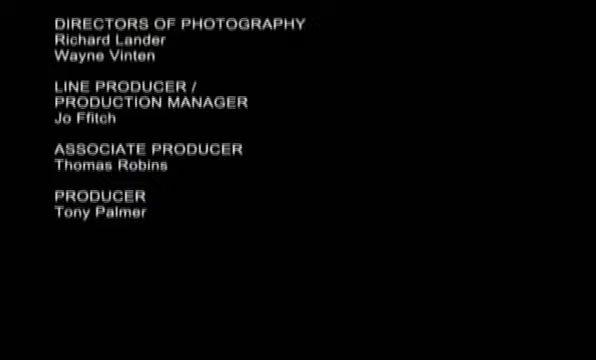 DIRECTORS OF PHOTOGRAPHY
Richard Lander
Wayne Vinten
LINE PRODUCER /
PRODUCTION MANAGER
Jo Ffitch
ASSOCIATE PRODUCER
Thomas Robins
PRODUCER
Tony Palmer